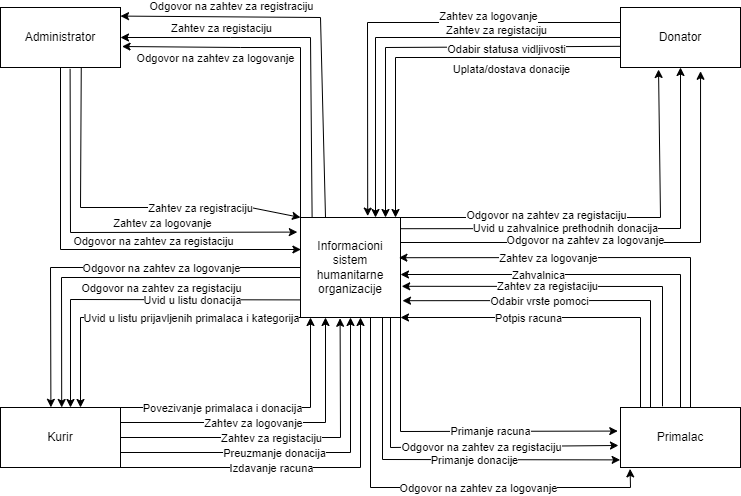 Odgovor na zahtev za registraciju
Zahtev za registaciju
Odgovor na zahtev za logovanje
Administrator
Zahtev za logovanje
Zahtev za registaciju
Odabir statusa vidljivosti
Uplata/dostava donacije
Donator
Zahtev za registraciju
Zahtev za logovanje
Odgovor na zahtev za registaciju
Informacioni
sistem
humanitarne
organizacije
Odgovor na zahtev za registaciju
Uvid u zahvalnice prethodnih donacija
Odgovor na zahtev za logovanje
Odgovor na zahtev za logovanje
Odgovor na zahtev za registaciju
Uvid u listu donacija
Uvid u listu prijavljenih primalaca i kategorija
Zahtev za logovanje
Zahvalnica
Zahtev za registaciju
Odabir vrste pomoci
Potpis racuna
Kurir
Povezivanje primalaca i donacija
Zahtev za logovanje
Zahtev za registaciju
Preuzmanje donacija
Izdavanje racuna
Primanje racuna
Odgovor na zahtev za registaciju
Primanje donacije
Odgovor na zahtev za logovanje
Primalac